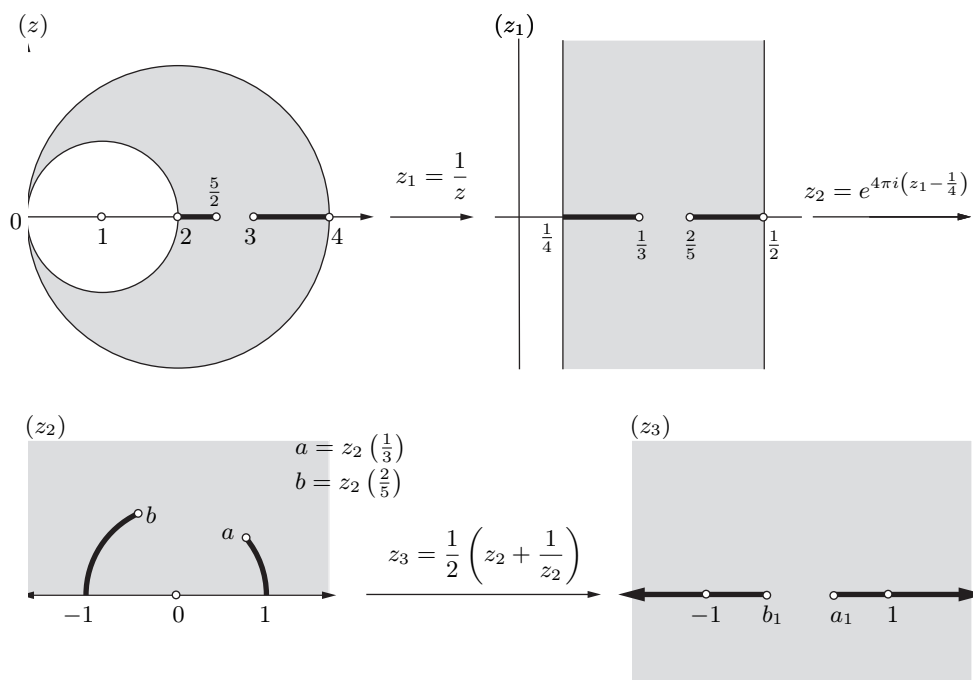 (z)
(z₁)
0
1
2
5/2
3
4
z₁ = 1/z
1/4
1/3
2/5
1/2
z₂ = e^{4πi(z₁−1/4)}
(z₂)
a = z₂ (1/3)
b = z₂ (2/5)
b
a
−1
0
1
z₃ = 1/2 (z₂ + 1/z₂)
(z₃)
−1
b₁
a₁
1